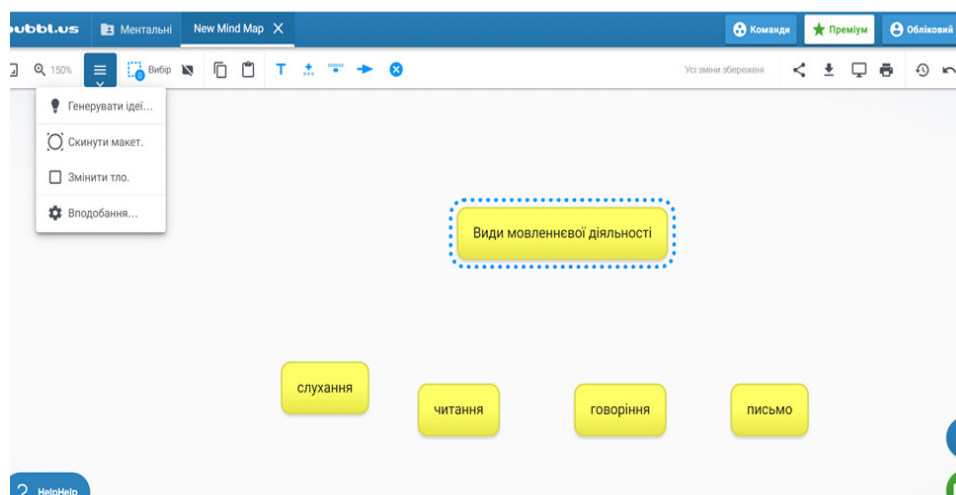 bubbl.us
Ментальні
New Mind Map
Команди
Преміум
Обліковий
150%
0
Вибір
T
Усі зміни збережені
Генерувати ідеї...
Скинути макет.
Змінити тло.
Вподобання...
Види мовленнєвої діяльності
слухання
читання
говоріння
письмо
? HelpHelp